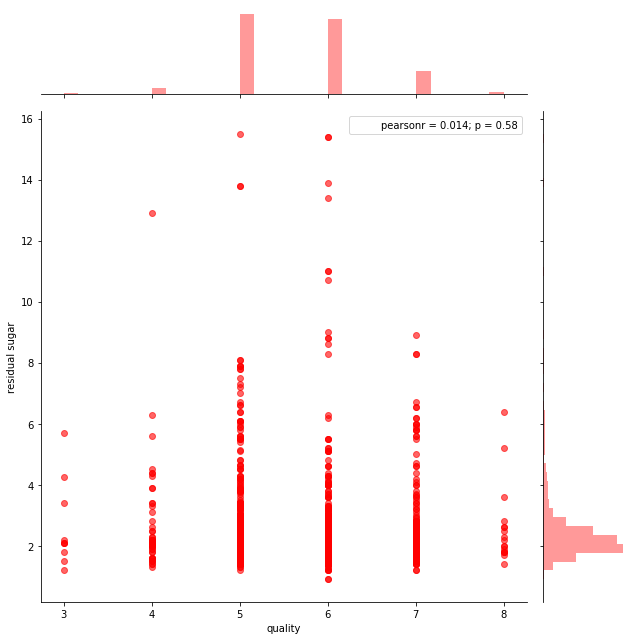 pearsonr = 0.014; p = 0.58
16
14
12
10
8
6
4
2
residual sugar
3 4 5 6 7 8
quality